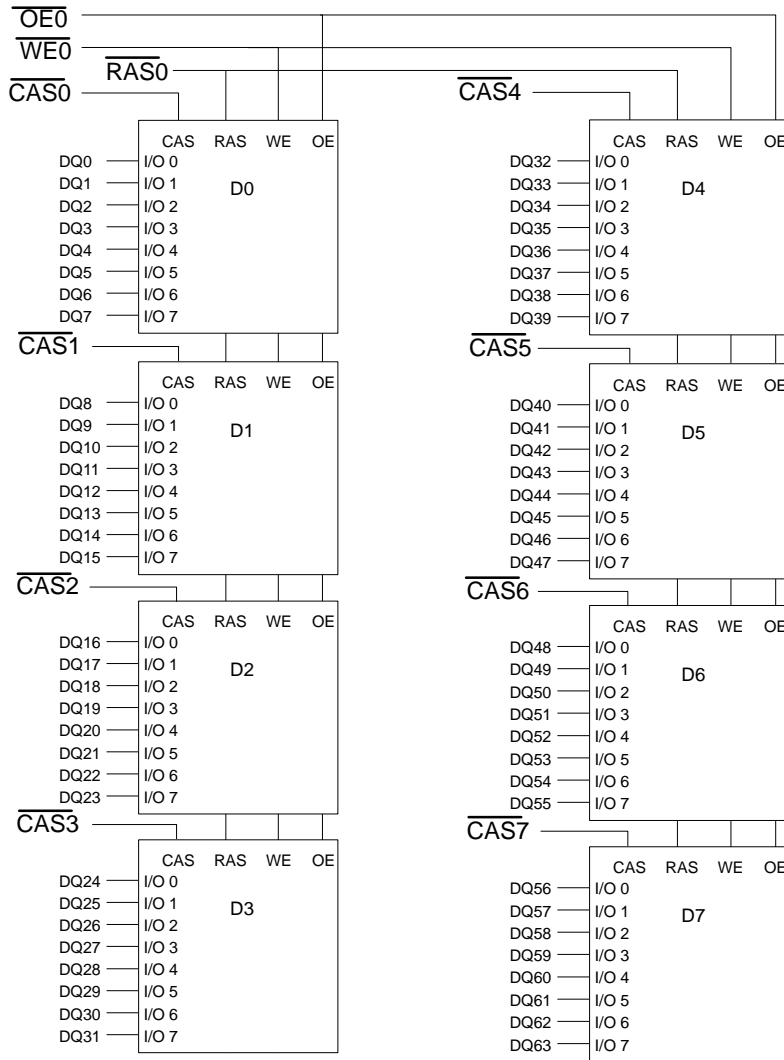 OE0
WE0
RAS0
CAS0
CAS RAS WE OE
D0
DQ0 I/O 0
DQ1 I/O 1
DQ2 I/O 2
DQ3 I/O 3
DQ4 I/O 4
DQ5 I/O 5
DQ6 I/O 6
DQ7 I/O 7
CAS1
CAS RAS WE OE
D1
DQ8 I/O 0
DQ9 I/O 1
DQ10 I/O 2
DQ11 I/O 3
DQ12 I/O 4
DQ13 I/O 5
DQ14 I/O 6
DQ15 I/O 7
CAS2
CAS RAS WE OE
D2
DQ16 I/O 0
DQ17 I/O 1
DQ18 I/O 2
DQ19 I/O 3
DQ20 I/O 4
DQ21 I/O 5
DQ22 I/O 6
DQ23 I/O 7
CAS3
CAS RAS WE OE
D3
DQ24 I/O 0
DQ25 I/O 1
DQ26 I/O 2
DQ27 I/O 3
DQ28 I/O 4
DQ29 I/O 5
DQ30 I/O 6
DQ31 I/O 7
CAS4
CAS RAS WE OE
D4
DQ32 I/O 0
DQ33 I/O 1
DQ34 I/O 2
DQ35 I/O 3
DQ36 I/O 4
DQ37 I/O 5
DQ38 I/O 6
DQ39 I/O 7
CAS5
CAS RAS WE OE
D5
DQ40 I/O 0
DQ41 I/O 1
DQ42 I/O 2
DQ43 I/O 3
DQ44 I/O 4
DQ45 I/O 5
DQ46 I/O 6
DQ47 I/O 7
CAS6
CAS RAS WE OE
D6
DQ48 I/O 0
DQ49 I/O 1
DQ50 I/O 2
DQ51 I/O 3
DQ52 I/O 4
DQ53 I/O 5
DQ54 I/O 6
DQ55 I/O 7
CAS7
CAS RAS WE OE
D7
DQ56 I/O 0
DQ57 I/O 1
DQ58 I/O 2
DQ59 I/O 3
DQ60 I/O 4
DQ61 I/O 5
DQ62 I/O 6
DQ63 I/O 7